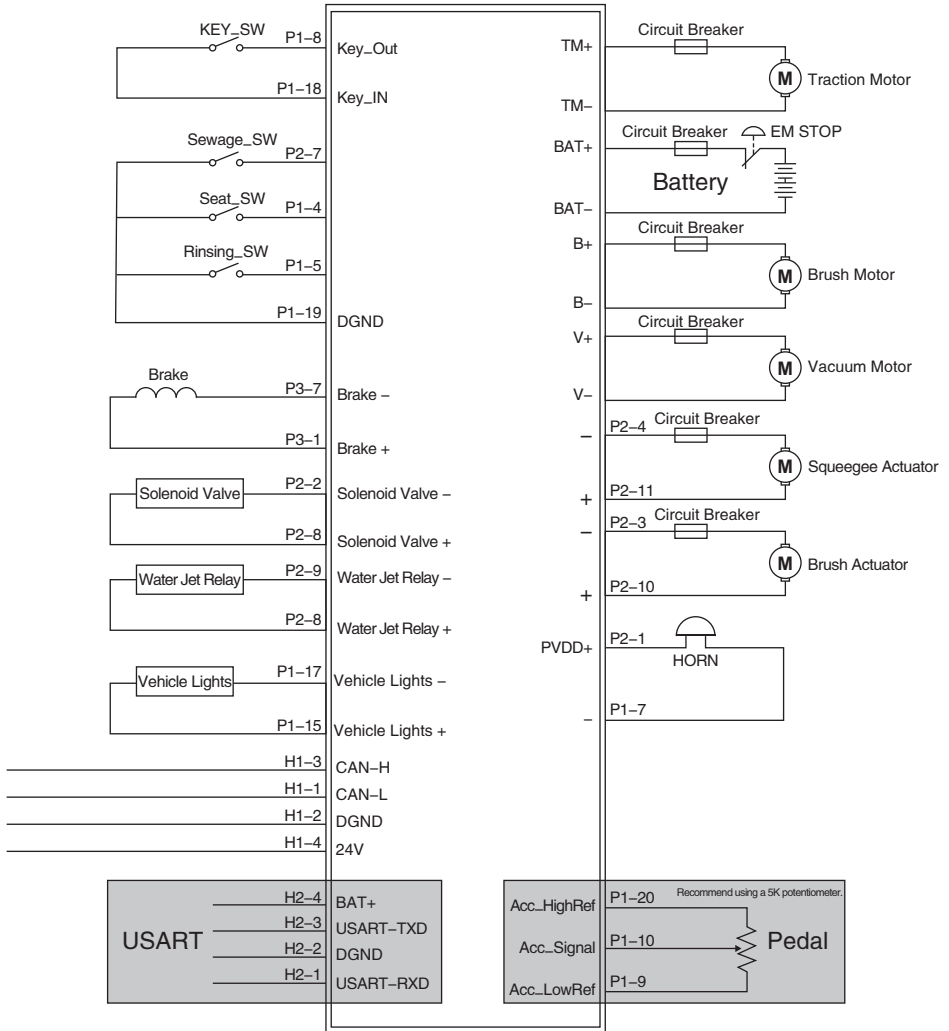 KEY_SW
P1–8
Key_Out
P1–18
Key_IN
Sewage_SW
P2–7
Seat_SW
P1–4
Rinsing_SW
P1–5
P1–19
DGND
Brake
P3–7
Brake –
P3–1
Brake +
Solenoid Valve
P2–2
Solenoid Valve –
P2–8
Solenoid Valve +
Water Jet Relay
P2–9
Water Jet Relay –
P2–8
Water Jet Relay +
Vehicle Lights
P1–17
Vehicle Lights –
P1–15
Vehicle Lights +
H1–3
CAN–H
H1–1
CAN–L
H1–2
DGND
H1–4
24V
USART
H2–4
BAT+
H2–3
USART–TXD
H2–2
DGND
H2–1
USART–RXD
TM+
Circuit Breaker
M
Traction Motor
TM–
BAT+
Circuit Breaker
EM STOP
Battery
BAT–
B+
Circuit Breaker
M
Brush Motor
B–
V+
Circuit Breaker
M
Vacuum Motor
V–
–
P2–4
Circuit Breaker
M
Squeegee Actuator
+
P2–11
–
P2–3
Circuit Breaker
M
Brush Actuator
+
P2–10
PVDD+
P2–1
HORN
–
P1–7
Acc_HighRef
P1–20
Recommend using a 5K potentiometer.
Acc_Signal
P1–10
Pedal
Acc_LowRef
P1–9